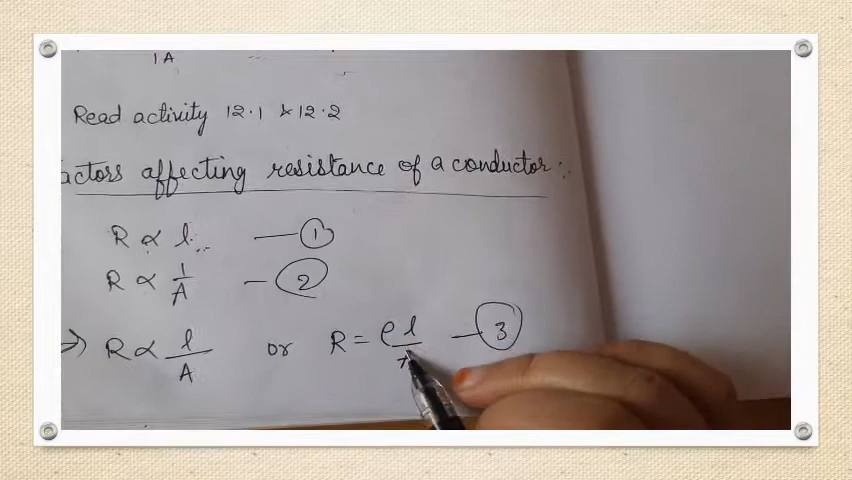 1A
Read activity 12.1 & 12.2
actors affecting resistance of a conductor:
R ∝ l — 1
R ∝ 1/A — 2
⇒ R ∝ l/A or R = ρl/A — 3